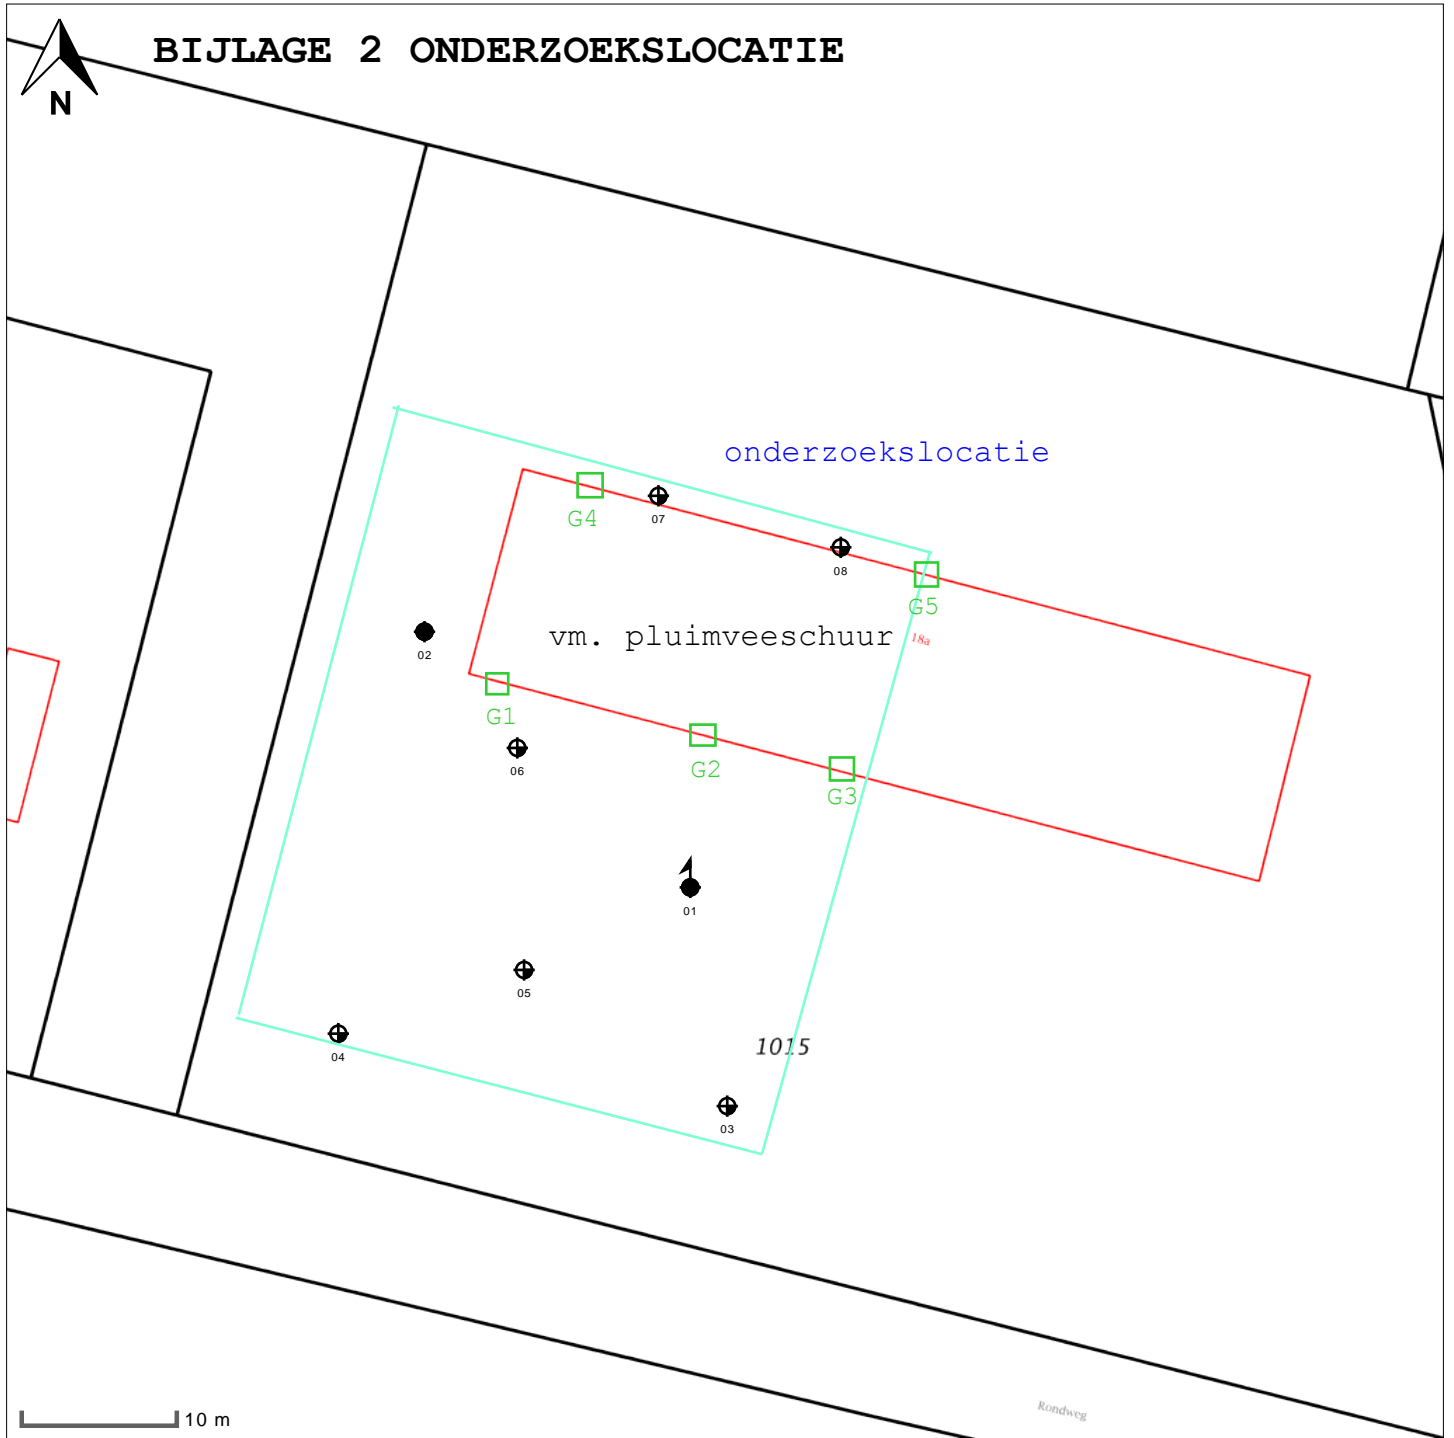 BIJLAGE 2 ONDERZOEKSLOCATIE
N
onderzoekslocatie
G4
07
08
G5
18a
vm. pluimveeschuur
02
G1
06
G2
G3
01
05
04
1015
03
Rondweg
10 m